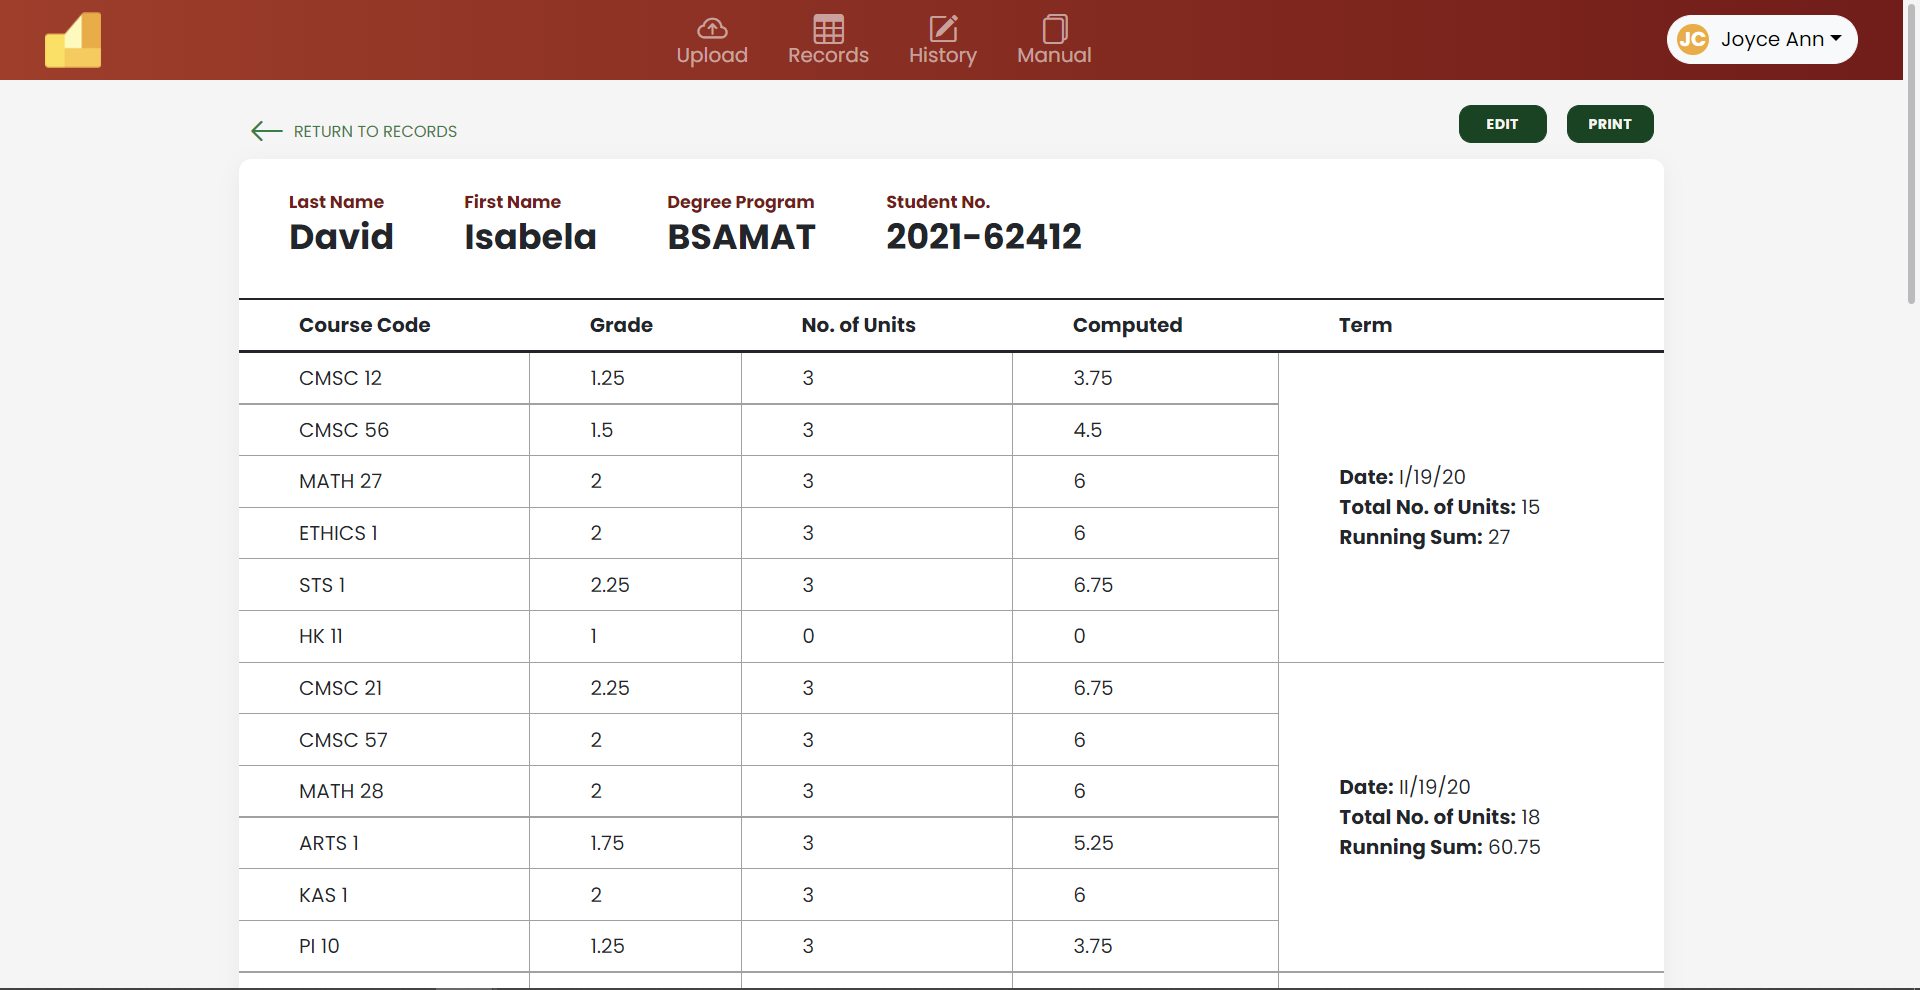 Upload Records History Manual
JC Joyce Ann
RETURN TO RECORDS
EDIT PRINT
Last Name First Name Degree Program Student No.
David Isabela BSAMAT 2021-62412
Course Code Grade No. of Units Computed Term
CMSC 12 1.25 3 3.75
CMSC 56 1.5 3 4.5
MATH 27 2 3 6
ETHICS 1 2 3 6
STS 1 2.25 3 6.75
HK 11 1 0 0
Date: I/19/20
Total No. of Units: 15
Running Sum: 27
CMSC 21 2.25 3 6.75
CMSC 57 2 3 6
MATH 28 2 3 6
ARTS 1 1.75 3 5.25
KAS 1 2 3 6
PI 10 1.25 3 3.75
Date: II/19/20
Total No. of Units: 18
Running Sum: 60.75